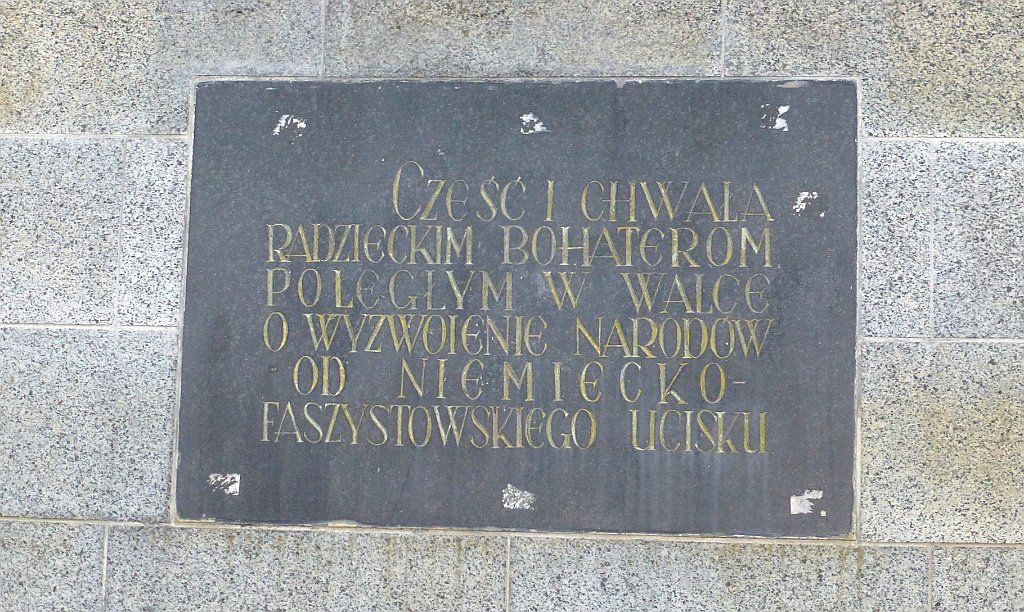 CZEŚĆ I CHWAŁA
RADZIECKIM BOHATEROM
POLEGŁYM W WALCE
O WYZWOLENIE NARODÓW
OD NIEMIECKO-
FASZYSTOWSKIEGO UCISKU